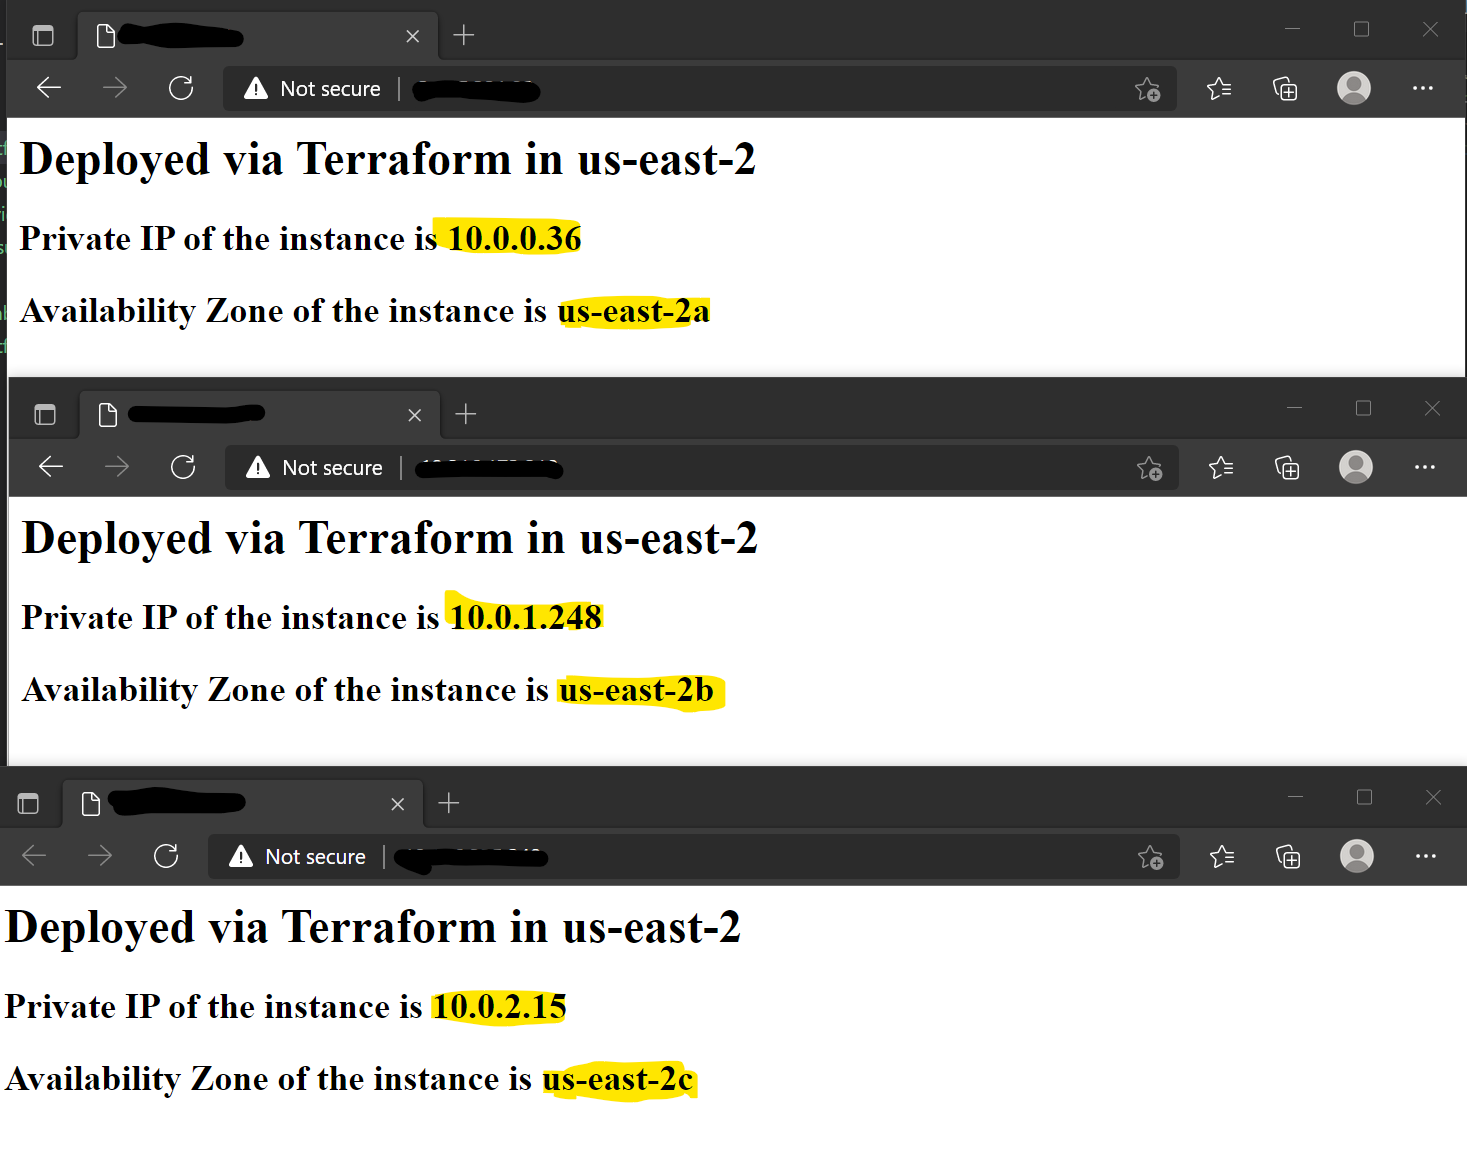 Not secure
Deployed via Terraform in us-east-2
Private IP of the instance is 10.0.0.36
Availability Zone of the instance is us-east-2a
Not secure
Deployed via Terraform in us-east-2
Private IP of the instance is 10.0.1.248
Availability Zone of the instance is us-east-2b
Not secure
Deployed via Terraform in us-east-2
Private IP of the instance is 10.0.2.15
Availability Zone of the instance is us-east-2c